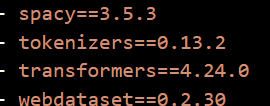 - spacy==3.5.3
- tokenizers==0.13.2
- transformers==4.24.0
- webdataset==0.2.30